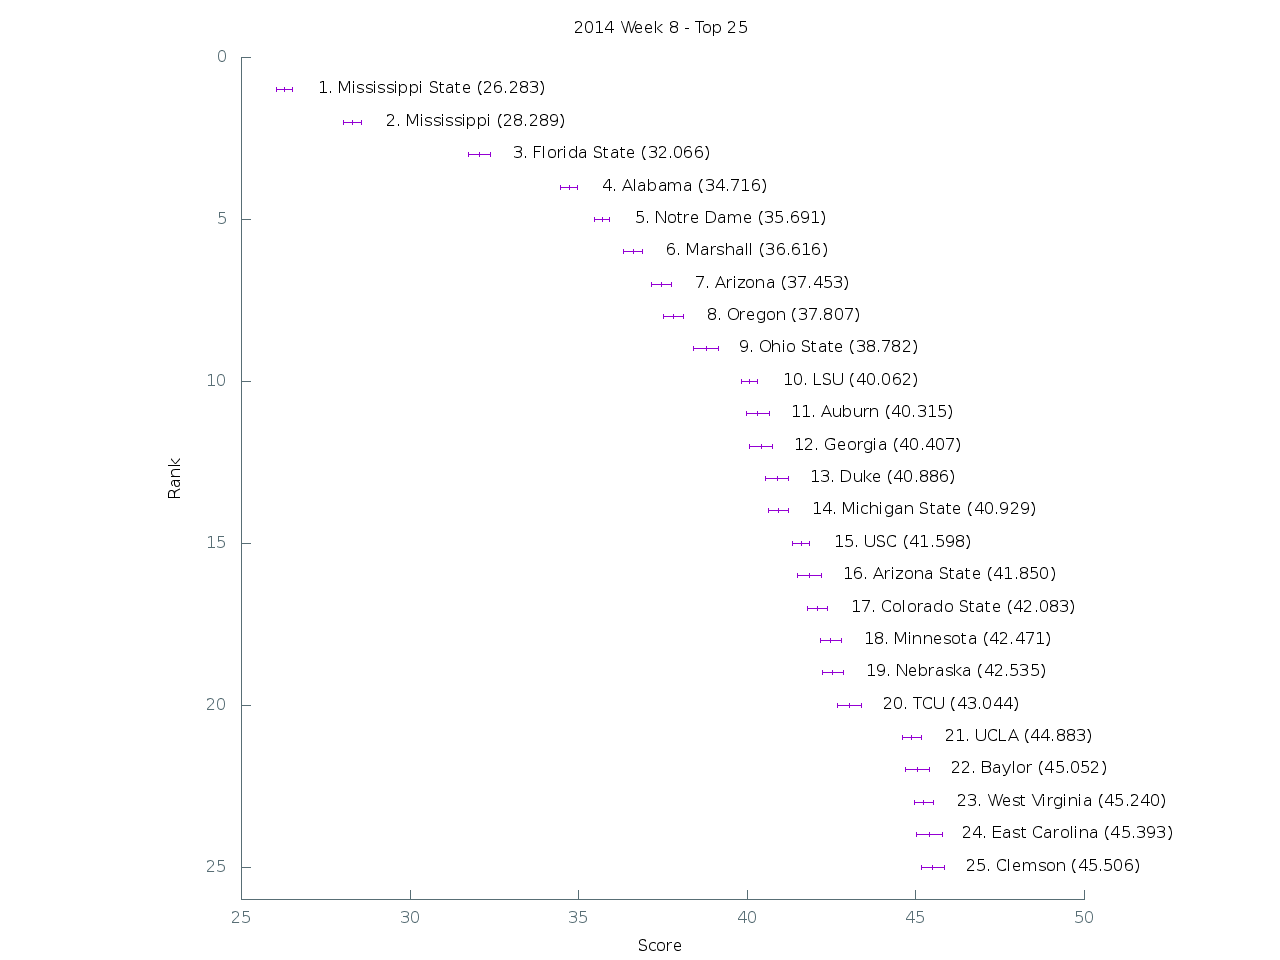 2014 Week 8 - Top 25
0
1. Mississippi State (26.283)
2. Mississippi (28.289)
3. Florida State (32.066)
4. Alabama (34.716)
5
5. Notre Dame (35.691)
6. Marshall (36.616)
7. Arizona (37.453)
8. Oregon (37.807)
9. Ohio State (38.782)
10
10. LSU (40.062)
11. Auburn (40.315)
12. Georgia (40.407)
Rank
13. Duke (40.886)
14. Michigan State (40.929)
15
15. USC (41.598)
16. Arizona State (41.850)
17. Colorado State (42.083)
18. Minnesota (42.471)
19. Nebraska (42.535)
20
20. TCU (43.044)
21. UCLA (44.883)
22. Baylor (45.052)
23. West Virginia (45.240)
24. East Carolina (45.393)
25
25. Clemson (45.506)
25 30 35 40 45 50
Score